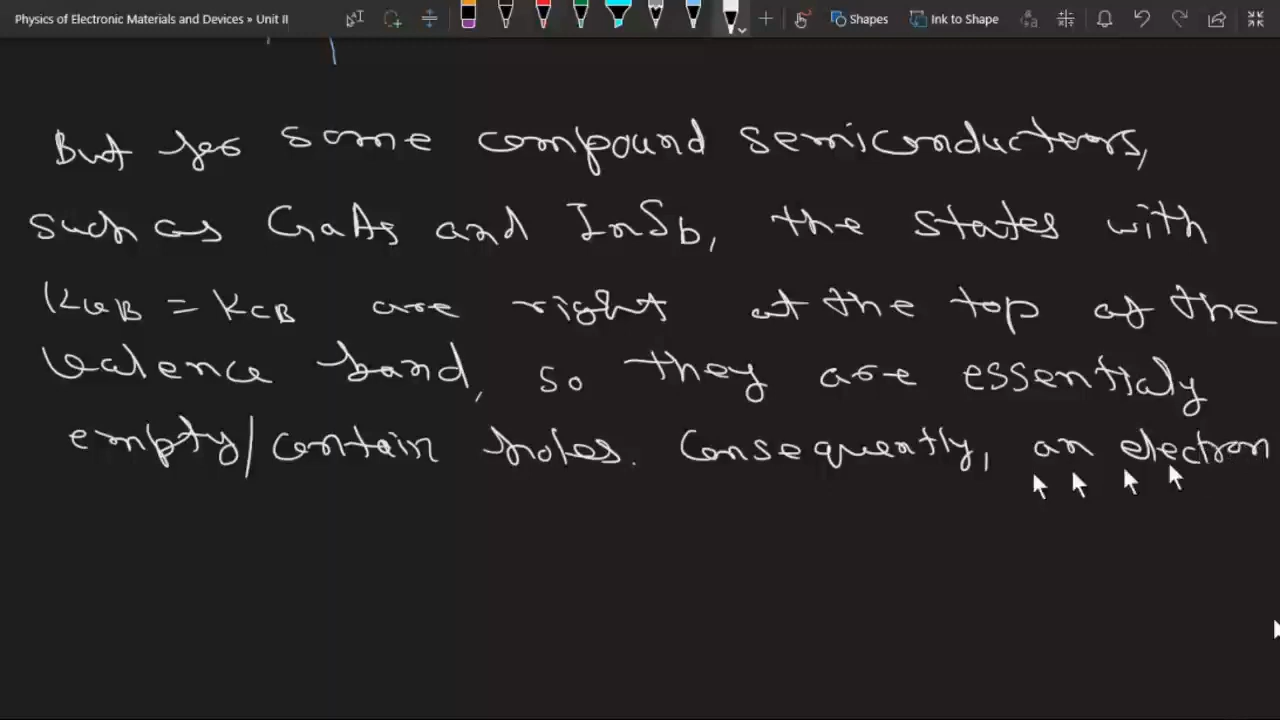 Physics of Electronic Materials and Devices » Unit II
Shapes
Ink to Shape
But for some compound semiconductors,
such as GaAs and InSb, the states with
KVB = KCB are right at the top of the
valence band, so they are essentialy
empty/contain holes. Consequently, an electron